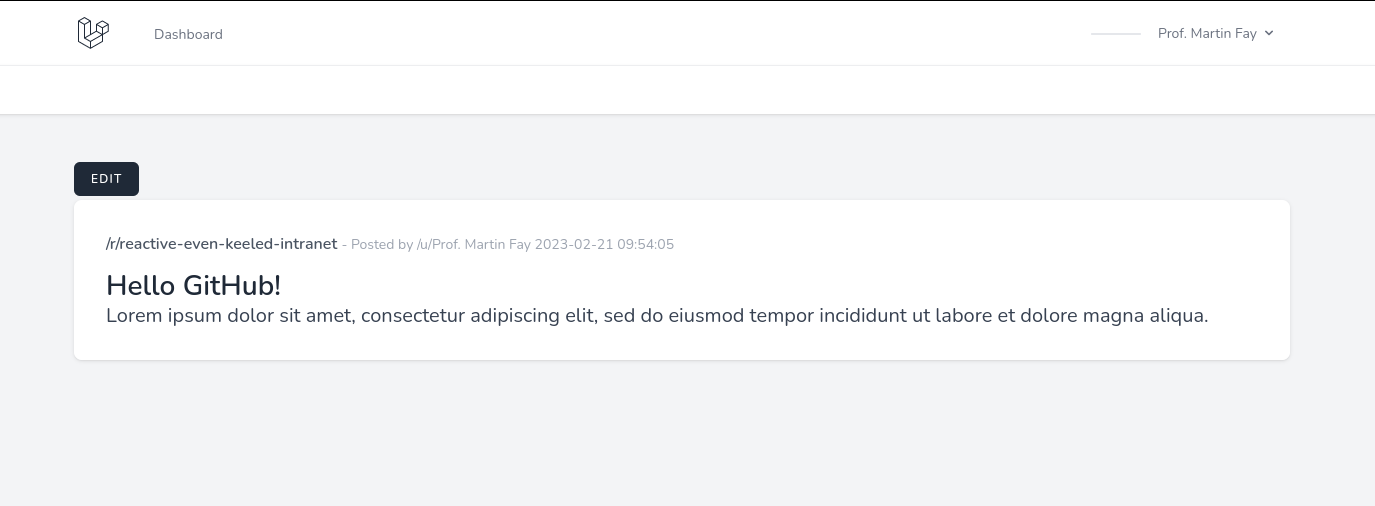 Dashboard
Prof. Martin Fay
EDIT
/r/reactive-even-keeled-intranet - Posted by /u/Prof. Martin Fay 2023-02-21 09:54:05
Hello GitHub!
Lorem ipsum dolor sit amet, consectetur adipiscing elit, sed do eiusmod tempor incididunt ut labore et dolore magna aliqua.